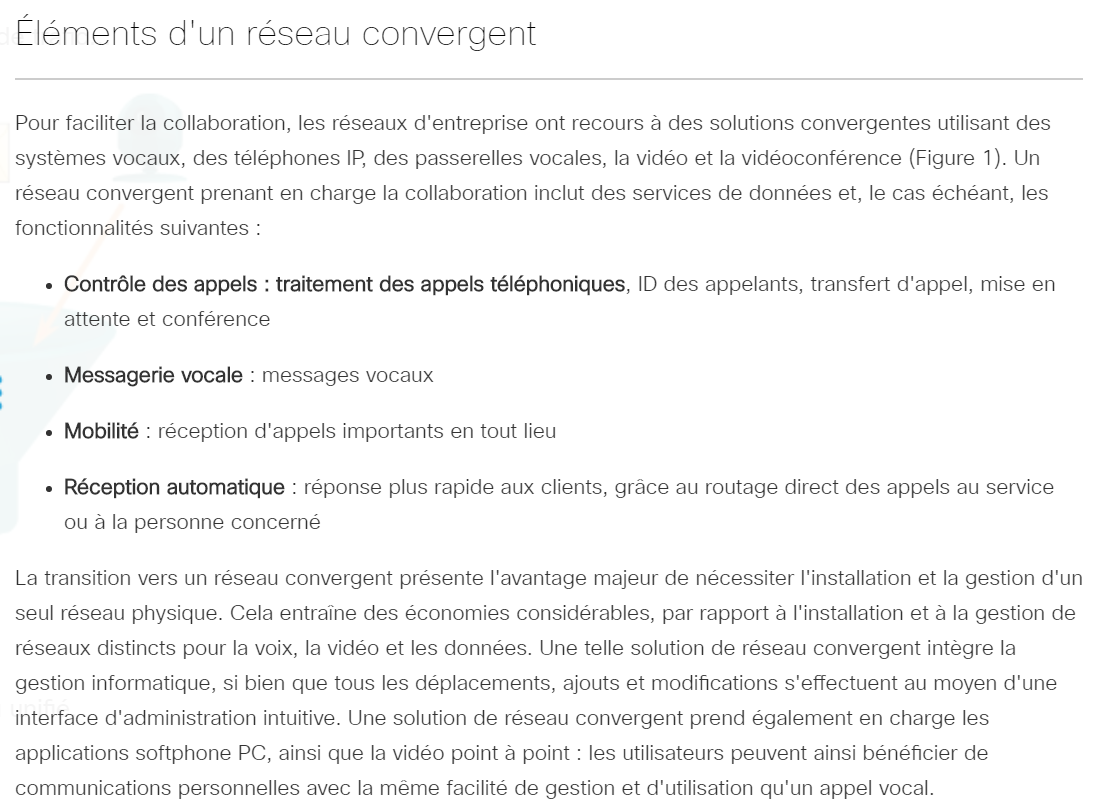 Éléments d'un réseau convergent
Pour faciliter la collaboration, les réseaux d'entreprise ont recours à des solutions convergentes utilisant des
systèmes vocaux, des téléphones IP, des passerelles vocales, la vidéo et la vidéoconférence (Figure 1). Un
réseau convergent prenant en charge la collaboration inclut des services de données et, le cas échéant, les
fonctionnalités suivantes :
• Contrôle des appels : traitement des appels téléphoniques, ID des appelants, transfert d'appel, mise en
attente et conférence
• Messagerie vocale : messages vocaux
• Mobilité : réception d'appels importants en tout lieu
• Réception automatique : réponse plus rapide aux clients, grâce au routage direct des appels au service
ou à la personne concerné
La transition vers un réseau convergent présente l'avantage majeur de nécessiter l'installation et la gestion d'un
seul réseau physique. Cela entraîne des économies considérables, par rapport à l'installation et à la gestion de
réseaux distincts pour la voix, la vidéo et les données. Une telle solution de réseau convergent intègre la
gestion informatique, si bien que tous les déplacements, ajouts et modifications s'effectuent au moyen d'une
unifié
interface d'administration intuitive. Une solution de réseau convergent prend également en charge les
applications softphone PC, ainsi que la vidéo point à point : les utilisateurs peuvent ainsi bénéficier de
communications personnelles avec la même facilité de gestion et d'utilisation qu'un appel vocal.